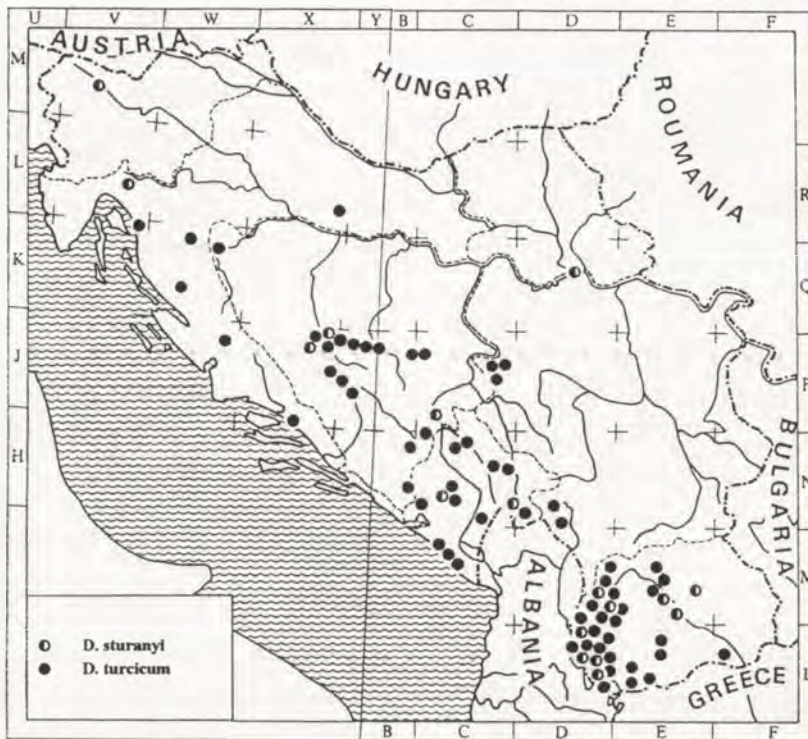 U V W X Y B C D E F
M
AUSTRIA
HUNGARY
ROUMANIA
L
R
K
Q
J
P
H
BULGARIA
N
M
ALBANIA
D. sturanyi
D. turcicum
L
GREECE
B C D E F